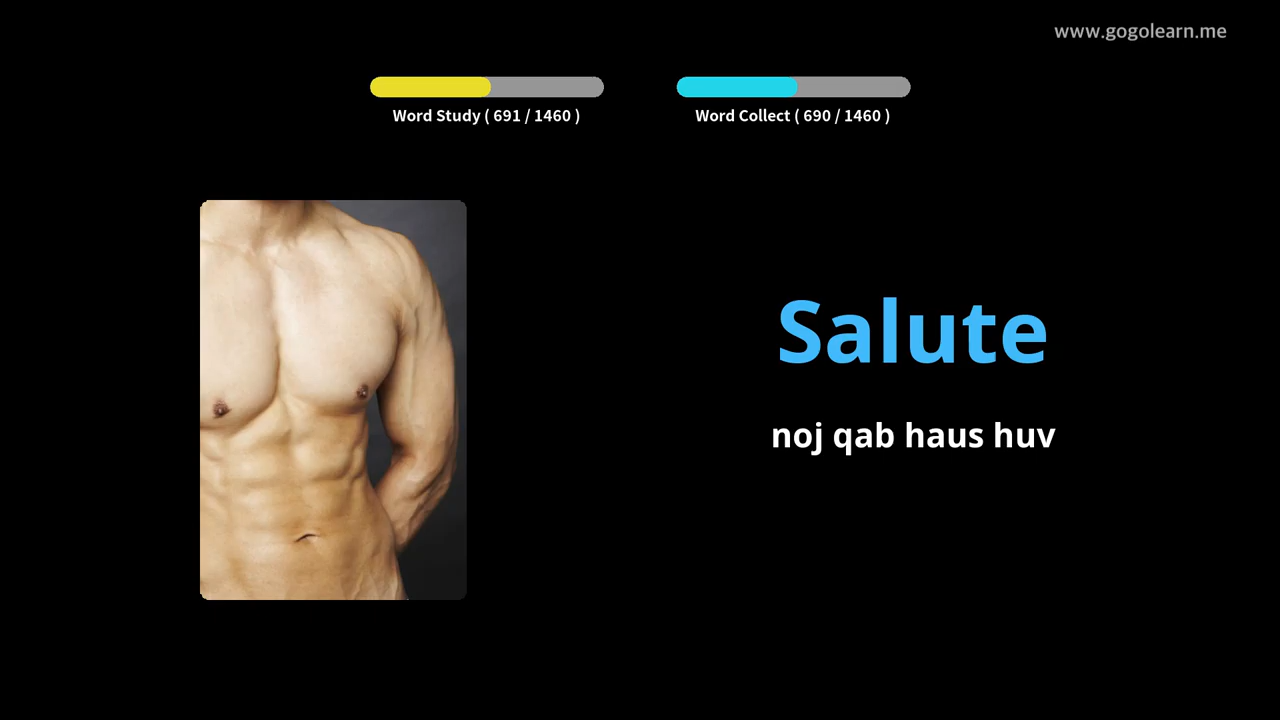 www.gogolearn.me
Word Study ( 691 / 1460 )
Word Collect ( 690 / 1460 )
Salute
noj qab haus huv